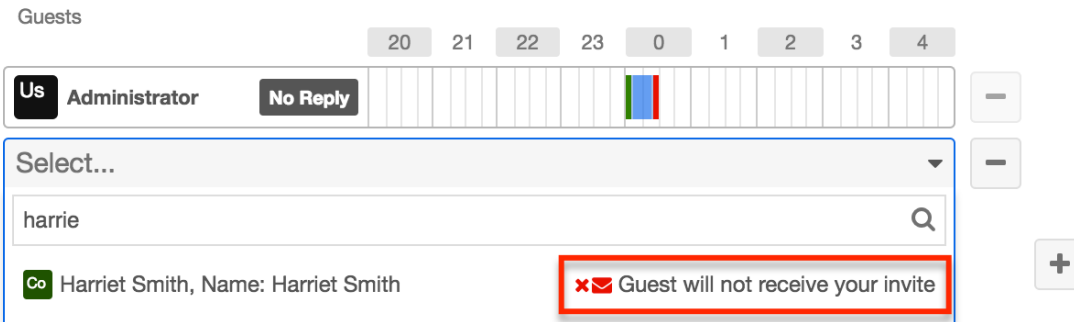 Guests
20 21 22 23 0 1 2 3 4
Us Administrator No Reply
Select...
harrie
Co Harriet Smith, Name: Harriet Smith Guest will not receive your invite